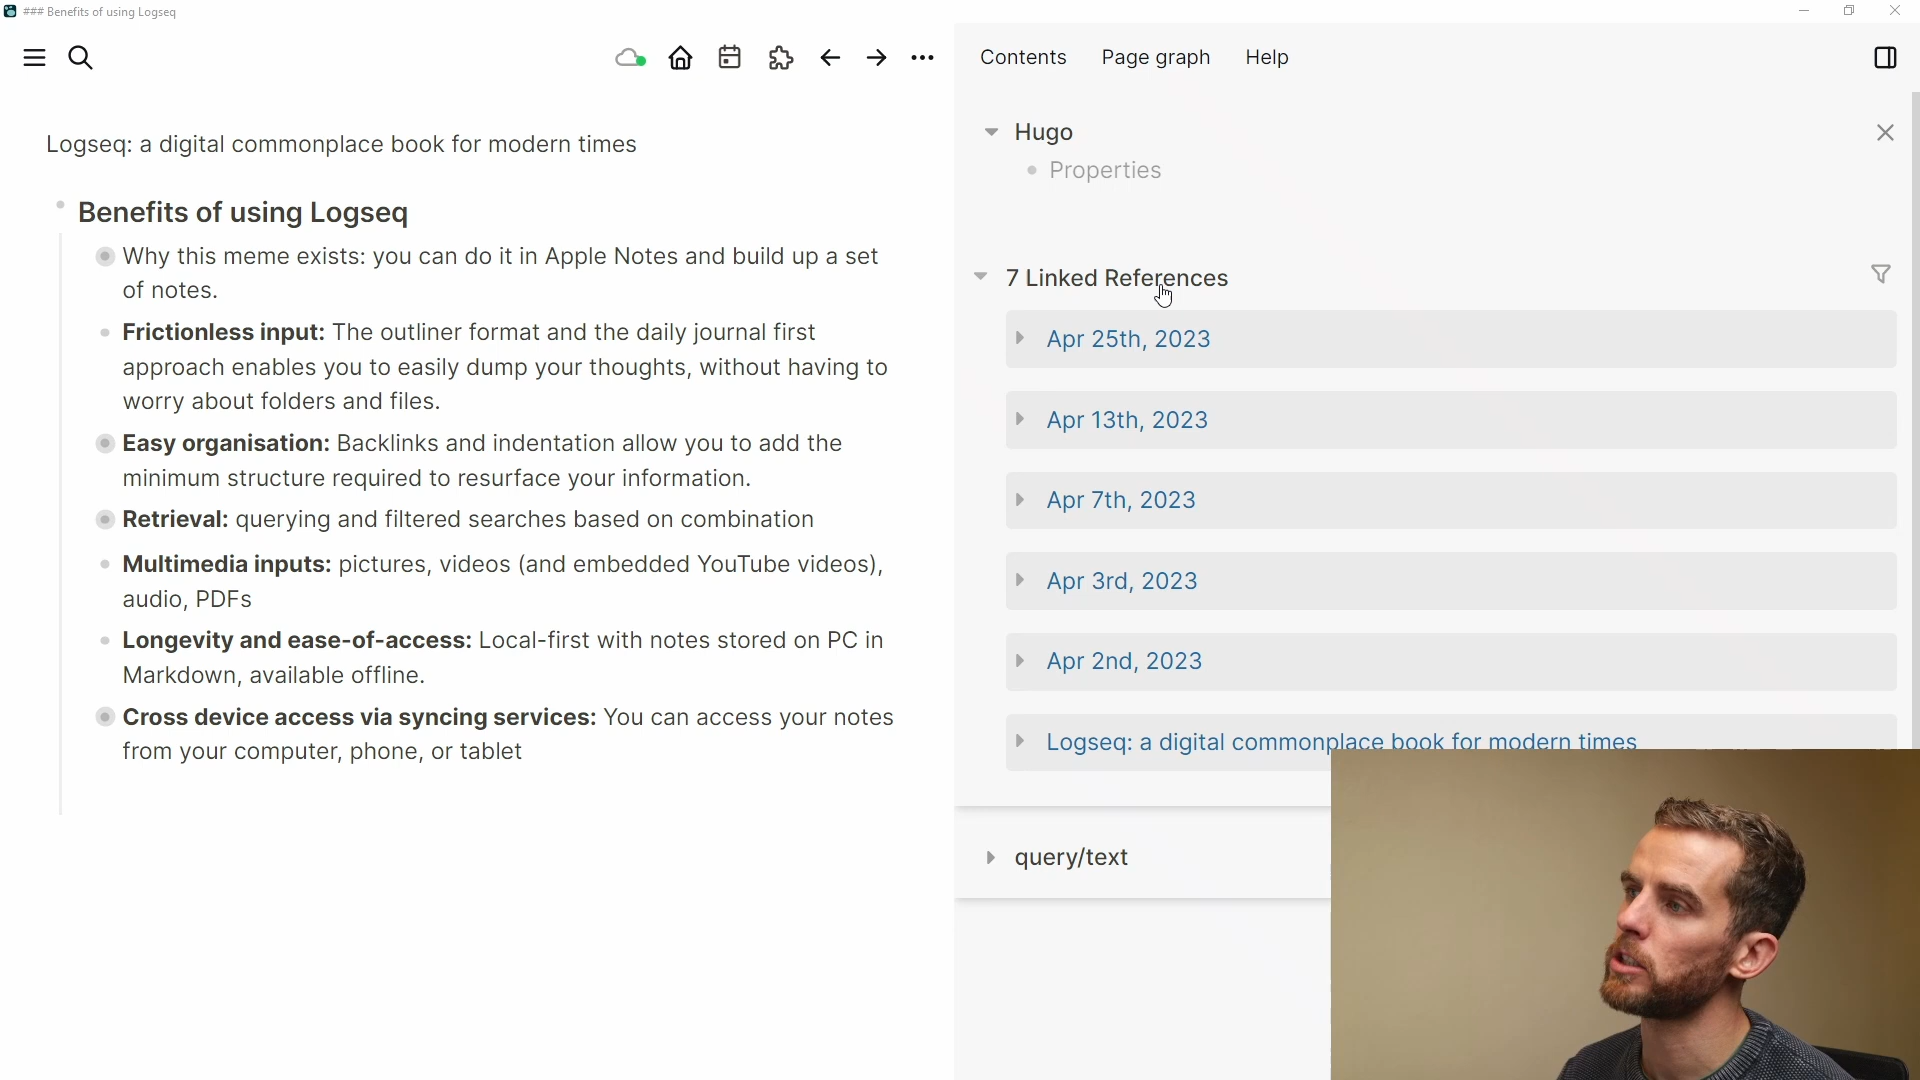 ### Benefits of using Logseq
Contents Page graph Help
Logseq: a digital commonplace book for modern times
Benefits of using Logseq
Why this meme exists: you can do it in Apple Notes and build up a set
of notes.
Frictionless input: The outliner format and the daily journal first
approach enables you to easily dump your thoughts, without having to
worry about folders and files.
Easy organisation: Backlinks and indentation allow you to add the
minimum structure required to resurface your information.
Retrieval: querying and filtered searches based on combination
Multimedia inputs: pictures, videos (and embedded YouTube videos),
audio, PDFs
Longevity and ease-of-access: Local-first with notes stored on PC in
Markdown, available offline.
Cross device access via syncing services: You can access your notes
from your computer, phone, or tablet
Hugo
Properties
7 Linked References
Apr 25th, 2023
Apr 13th, 2023
Apr 7th, 2023
Apr 3rd, 2023
Apr 2nd, 2023
Logseq: a digital commonplace book for modern times
query/text